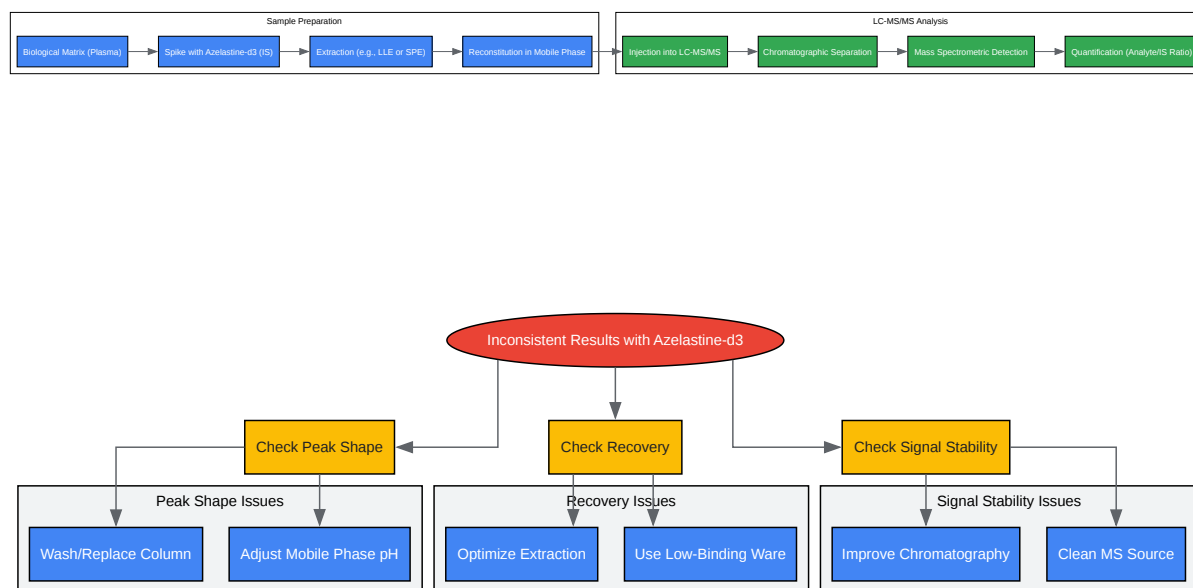 Sample Preparation
LC-MS/MS Analysis
Biological Matrix (Plasma)
Spike with Azelastine-d3 (IS)
Extraction (e.g., LLE or SPE)
Reconstitution in Mobile Phase
Injection into LC-MS/MS
Chromatographic Separation
Mass Spectrometric Detection
Quantification (Analyte/IS Ratio)
Inconsistent Results with Azelastine-d3
Check Peak Shape
Check Recovery
Check Signal Stability
Peak Shape Issues
Recovery Issues
Signal Stability Issues
Wash/Replace Column
Adjust Mobile Phase pH
Optimize Extraction
Use Low-Binding Ware
Improve Chromatography
Clean MS Source